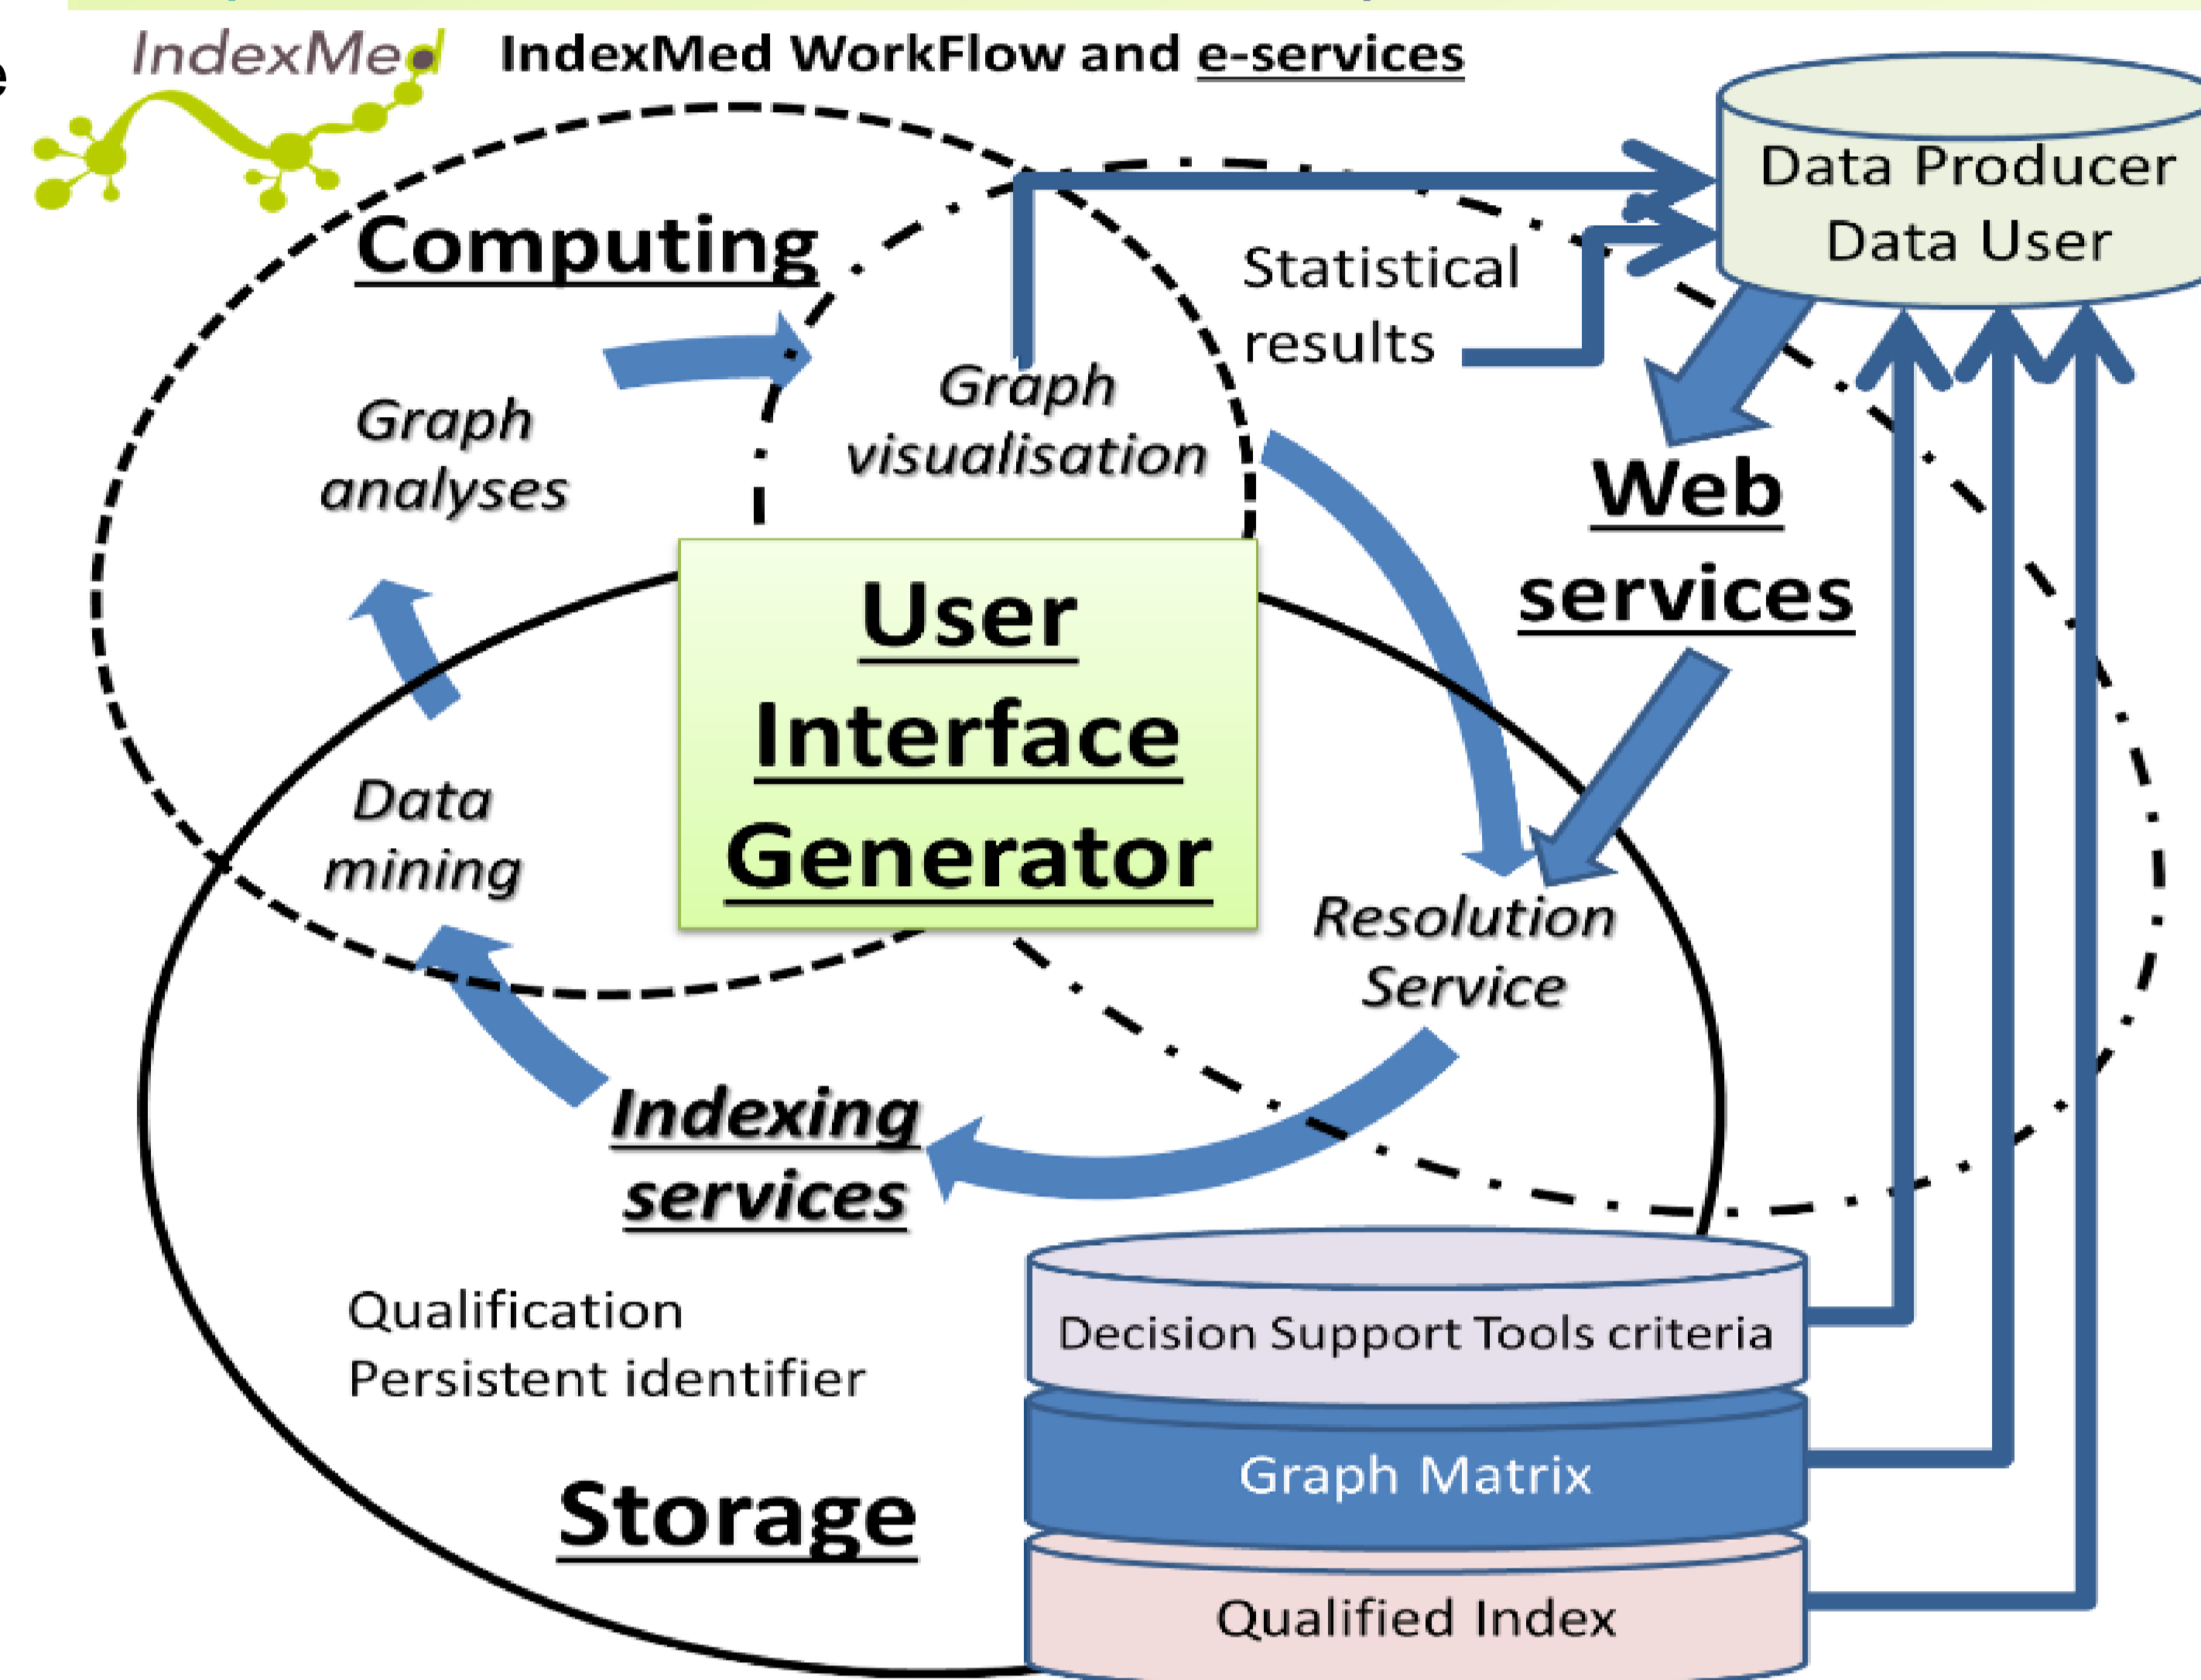 IndexMed
IndexMed WorkFlow and e-services
Data Producer
Data User
Computing
Statistical
results
Graph
visualisation
Graph
analyses
Web
services
User
Interface
Generator
Data
mining
Resolution
Service
Indexing
services
Qualification
Persistent identifier
Storage
Decision Support Tools criteria
Graph Matrix
Qualified Index